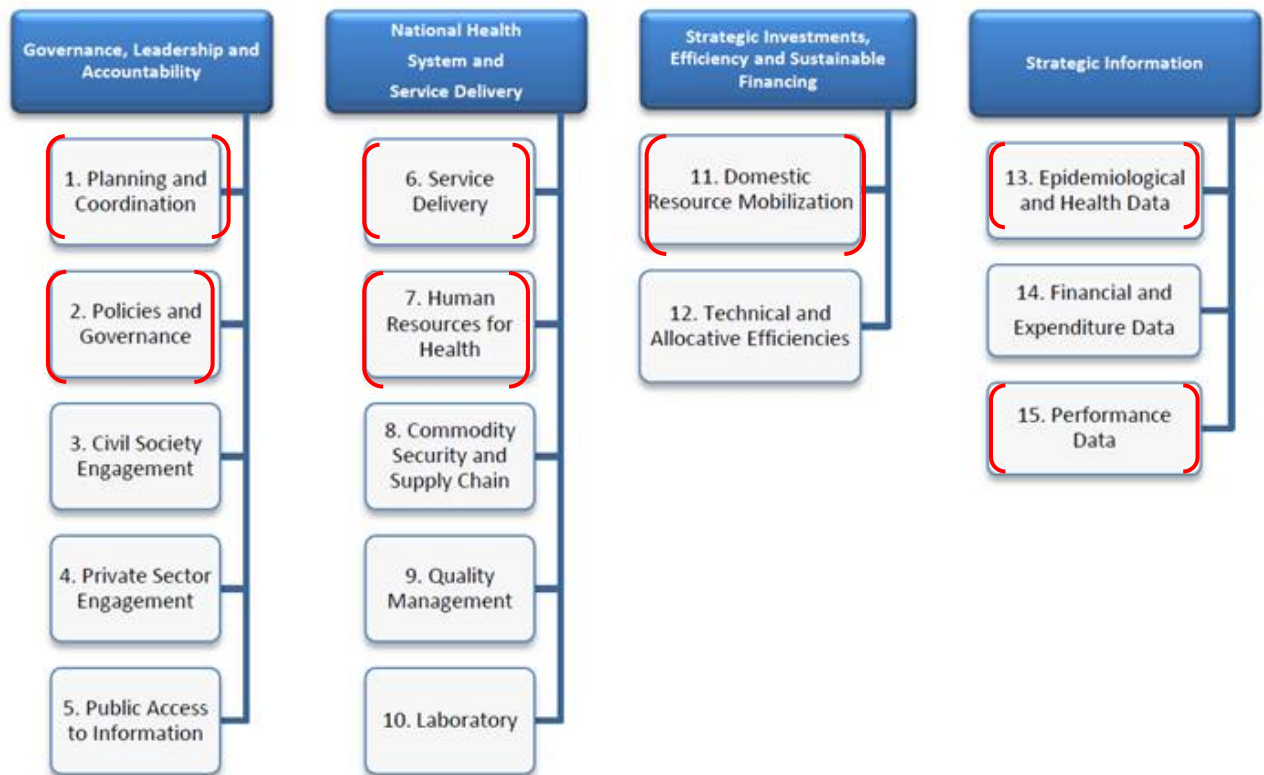 Governance, Leadership and
Accountability
1. Planning and
Coordination
2. Policies and
Governance
3. Civil Society
Engagement
4. Private Sector
Engagement
5. Public Access
to Information
National Health
System and
Service Delivery
6. Service
Delivery
7. Human
Resources for
Health
8. Commodity
Security and
Supply Chain
9. Quality
Management
10. Laboratory
Strategic Investments,
Efficiency and Sustainable
Financing
11. Domestic
Resource Mobilization
12. Technical and
Allocative Efficiencies
Strategic Information
13. Epidemiological
and Health Data
14. Financial and
Expenditure Data
15. Performance
Data